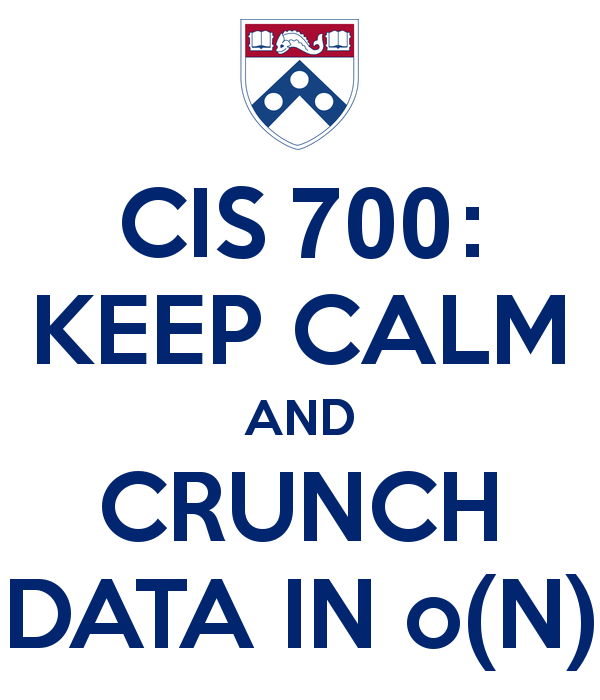 CIS 700:
KEEP CALM
AND
CRUNCH
DATA IN o(N)